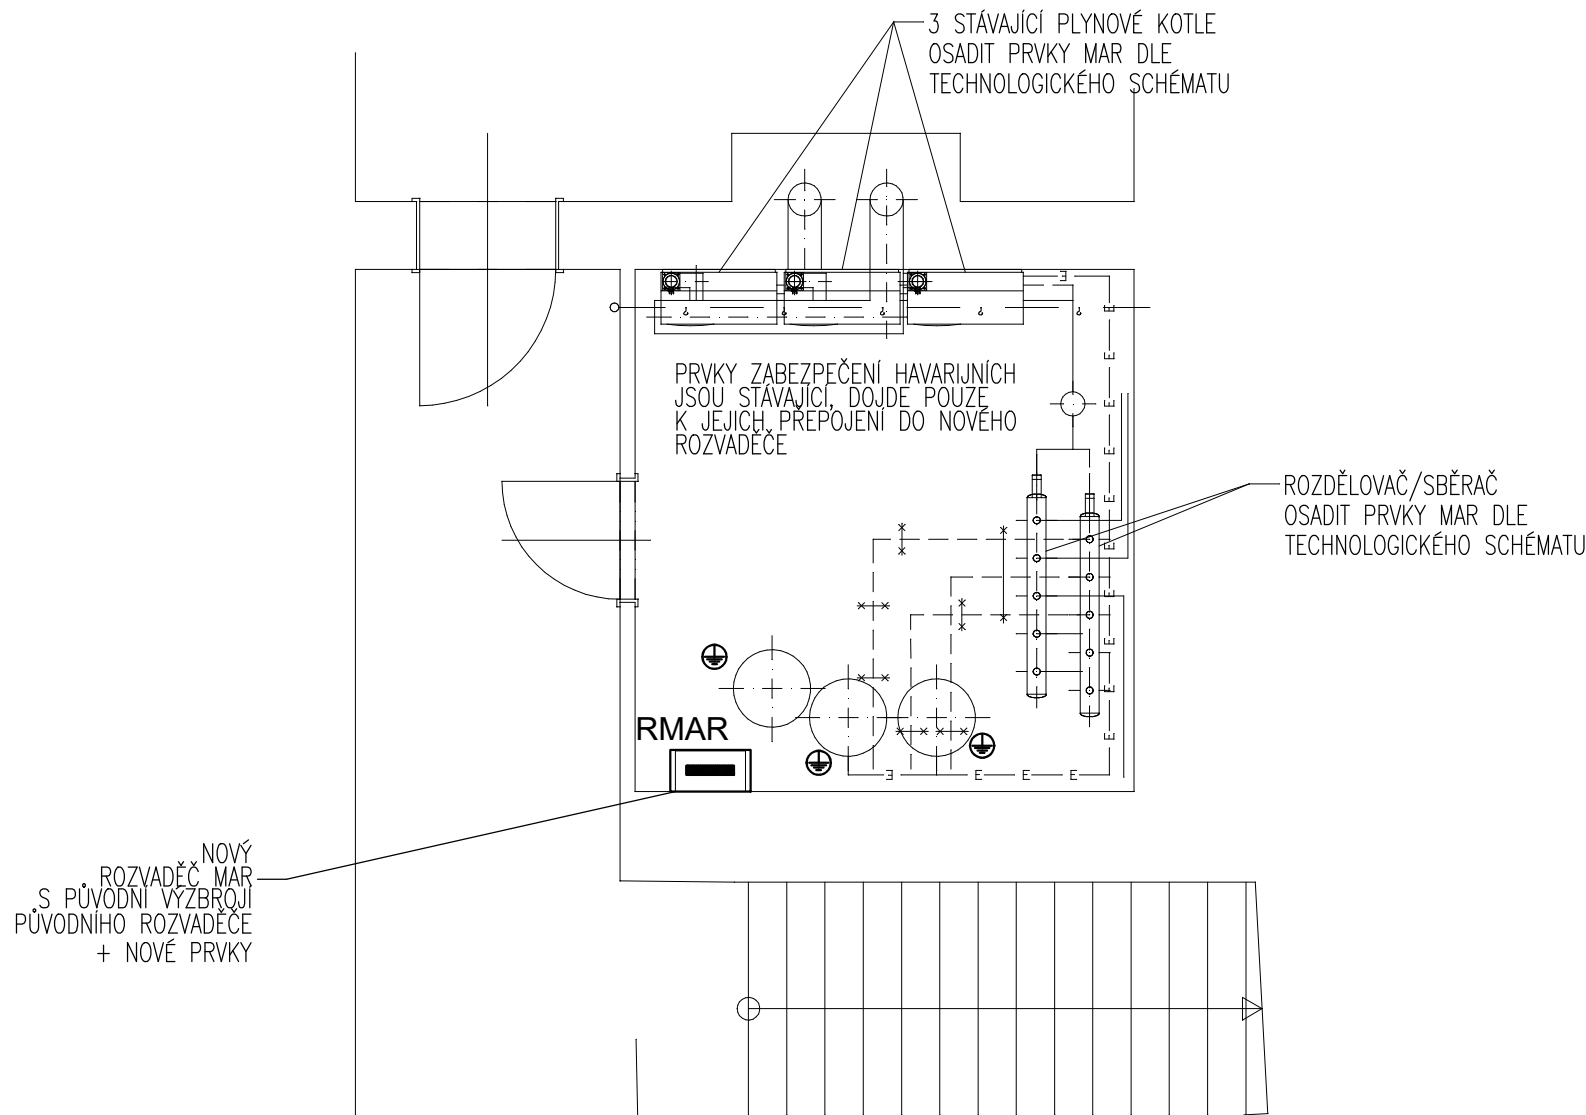 3 STÁVAJÍCÍ PLYNOVÉ KOTLE
OSADIT PRVKY MAR DLE
TECHNOLOGICKÉHO SCHÉMATU
PRVKY ZABEZPEČENÍ HAVARIJNÍCH
JSOU STÁVAJÍCÍ, DOJDE POUZE
K JEJICH PŘEPOJENÍ DO NOVÉHO
ROZVADĚČE
ROZDĚLOVAČ/SBĚRAČ
OSADIT PRVKY MAR DLE
TECHNOLOGICKÉHO SCHÉMATU
RMAR
NOVÝ
ROZVADĚČ MAR
S PŮVODNÍ VÝZBROJÍ
PŮVODNÍHO ROZVADĚČE
+ NOVÉ PRVKY
E
E E E E